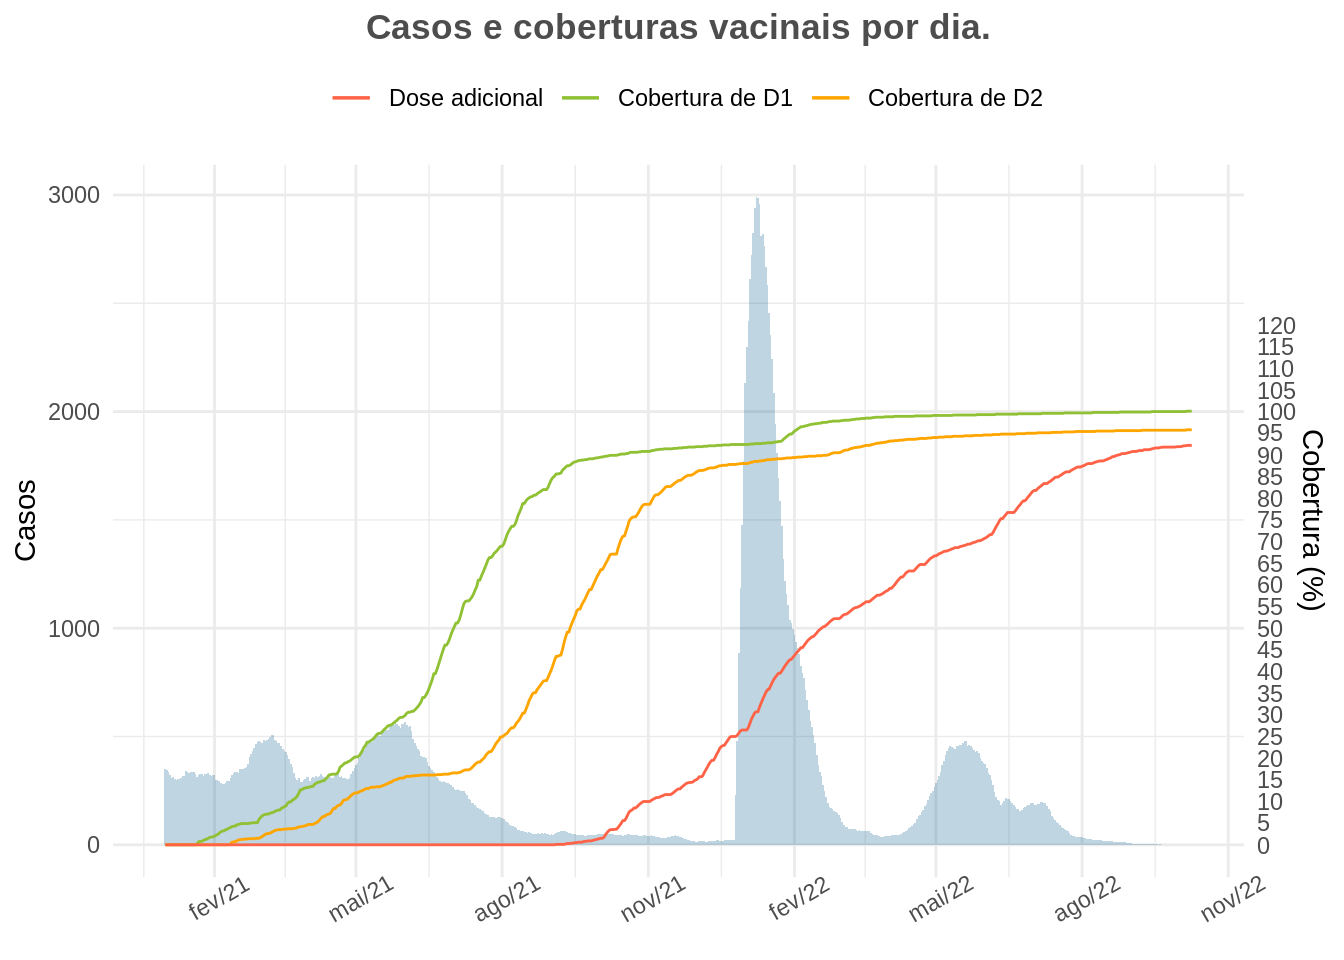 Casos e coberturas vacinais por dia.
Dose adicional
Cobertura de D1
Cobertura de D2
Casos
3000
2000
1000
0
120
115
110
105
100
95
90
85
80
75
70
65
60
55
50
45
40
35
30
25
20
15
10
5
0
Cobertura (%)
fev/21
mai/21
ago/21
nov/21
fev/22
mai/22
ago/22
nov/22